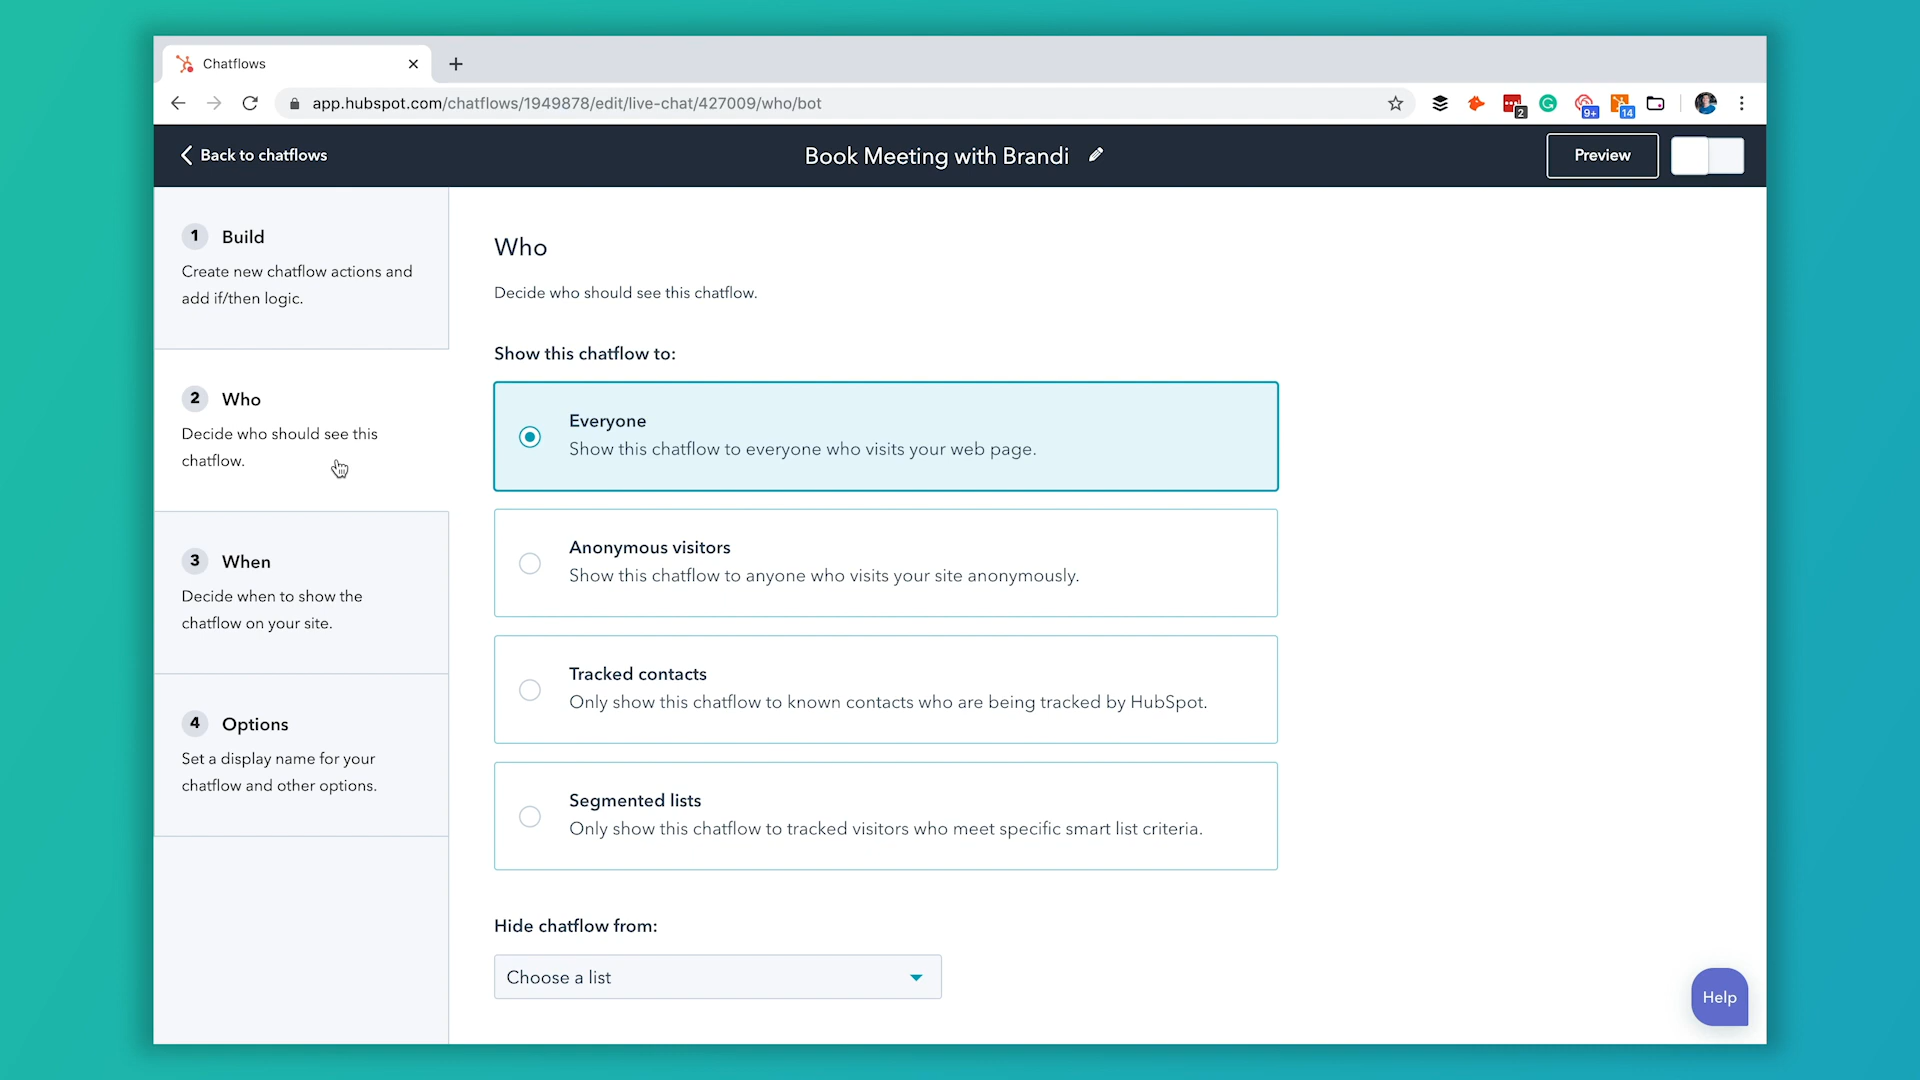 Chatflows
app.hubspot.com/chatflows/1949878/edit/live-chat/427009/who/bot
2
9+
14
Back to chatflows
Book Meeting with Brandi
Preview
1 Build
Create new chatflow actions and
add if/then logic.
2 Who
Decide who should see this
chatflow.
3 When
Decide when to show the
chatflow on your site.
4 Options
Set a display name for your
chatflow and other options.
Who
Decide who should see this chatflow.
Show this chatflow to:
Everyone
Show this chatflow to everyone who visits your web page.
Anonymous visitors
Show this chatflow to anyone who visits your site anonymously.
Tracked contacts
Only show this chatflow to known contacts who are being tracked by HubSpot.
Segmented lists
Only show this chatflow to tracked visitors who meet specific smart list criteria.
Hide chatflow from:
Choose a list
Help